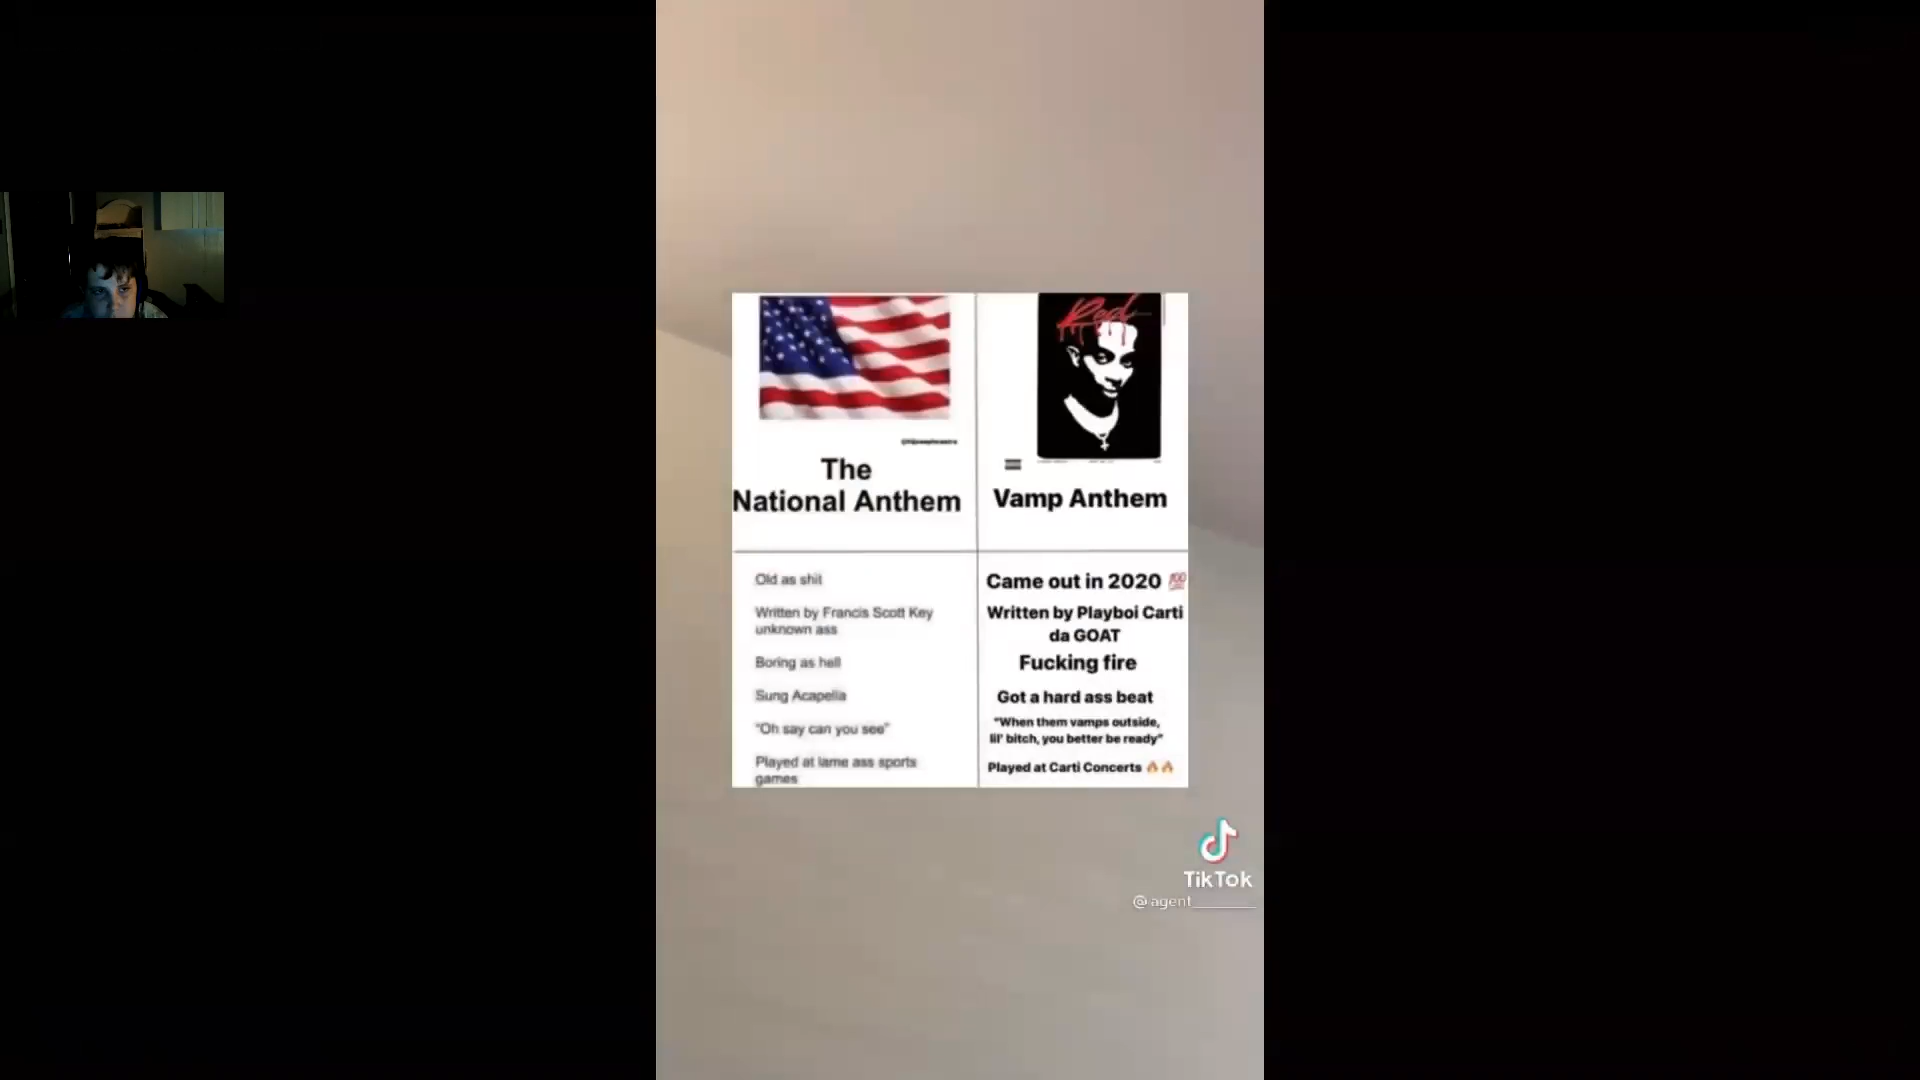 Red
The
National Anthem
Vamp Anthem
Old as shit
Written by Francis Scott Key
unknown ass
Boring as hell
Sung Acapella
"Oh say can you see"
Played at lame ass sports
games
Came out in 2020 💯
Written by Playboi Carti
da GOAT
Fucking fire
Got a hard ass beat
"When them vamps outside,
lil' bitch, you better be ready"
Played at Carti Concerts 🔥🔥
TikTok
@agent________